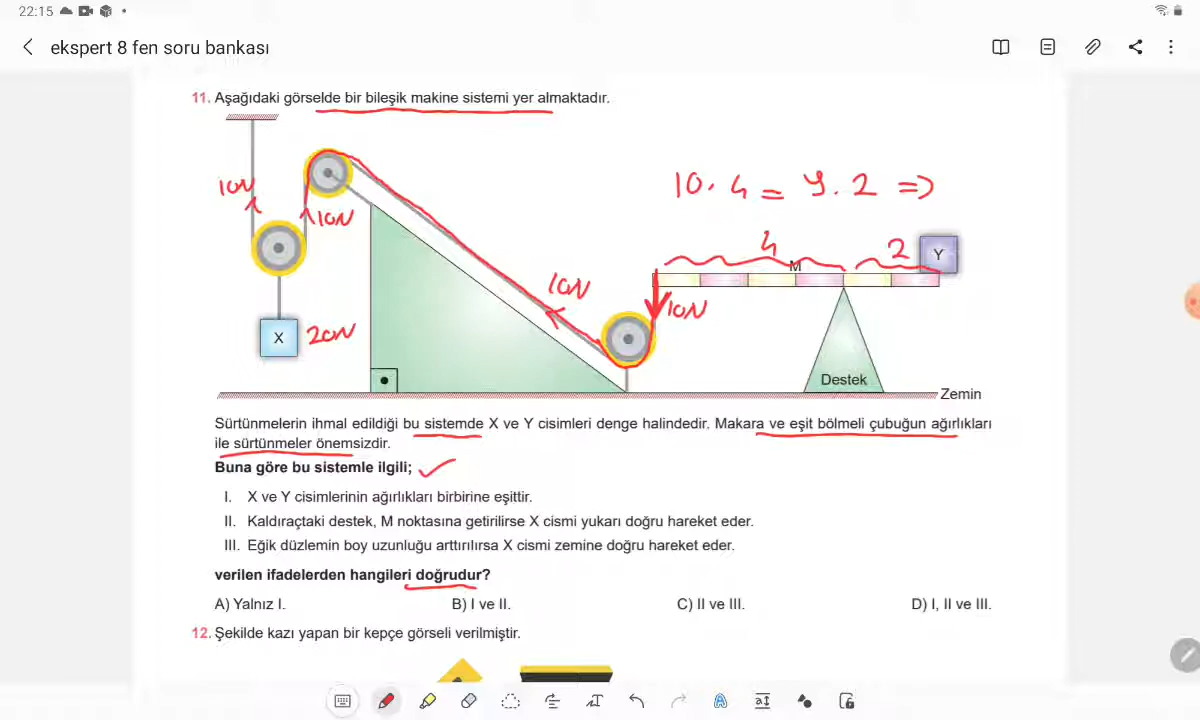 22:15
ekspert 8 fen soru bankası
11. Aşağıdaki görselde bir bileşik makine sistemi yer almaktadır.
10N
10N
X
20N
10N
10N
10.4 = Y.2 =>
4
2
M
Y
Destek
Zemin
Sürtünmelerin ihmal edildiği bu sistemde X ve Y cisimleri denge halindedir. Makara ve eşit bölmeli çubuğun ağırlıkları
ile sürtünmeler önemsizdir.
Buna göre bu sistemle ilgili;
I. X ve Y cisimlerinin ağırlıkları birbirine eşittir.
II. Kaldıraçtaki destek, M noktasına getirilirse X cismi yukarı doğru hareket eder.
III. Eğik düzlemin boy uzunluğu arttırılırsa X cismi zemine doğru hareket eder.
verilen ifadelerden hangileri doğrudur?
A) Yalnız I. B) I ve II. C) II ve III. D) I, II ve III.
12. Şekilde kazı yapan bir kepçe görseli verilmiştir.